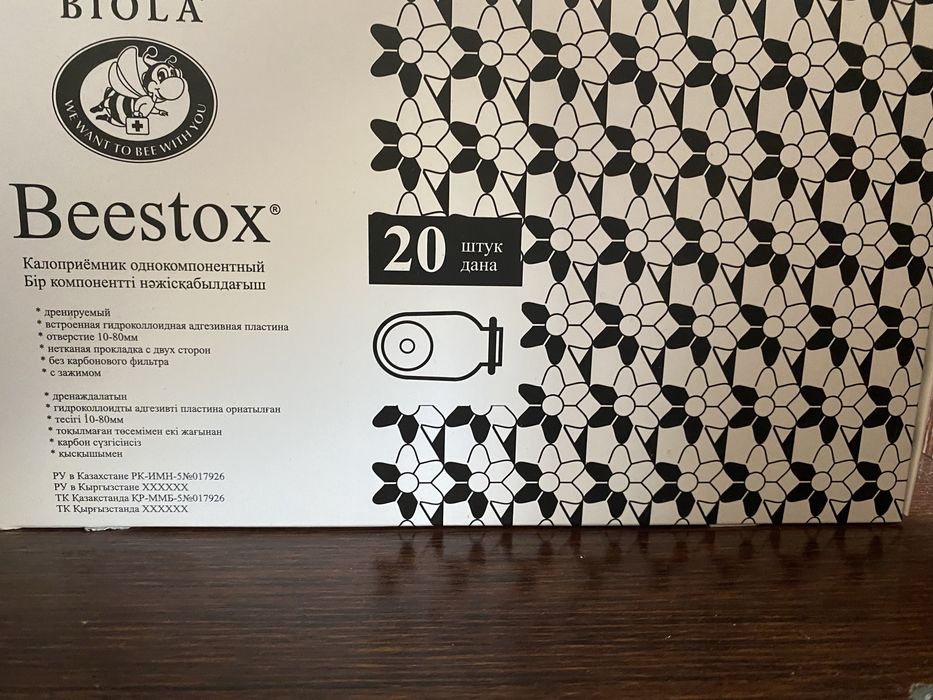 BIOLA
WE WANT TO BEE WITH YOU
Beestox®
Калоприёмник однокомпонентный
Бір компонентті нәжісқабылдағыш
* дренируемый
* встроенная гидроколлоидная адгезивная пластина
* отверстие 10-80мм
* нетканая прокладка с двух сторон
* без карбонового фильтра
* с зажимом
* дренаждалатын
* гидроколлоидты адгезивті пластина орнатылған
* тесігі 10-80мм
* тоқылмаған төсемімен екі жағынан
* карбон сүзгісінсіз
* қысқышымен
РУ в Казахстане РК-ИМН-5№017926
РУ в Кыргызстане XXXXXX
ТК Қазақстанда ҚР-ММБ-5№017926
ТК Қырғызстанда XXXXXX
20 штук
дана